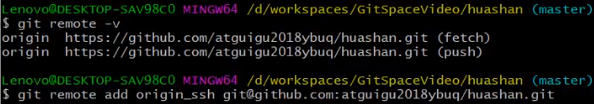 Lenovo@DESKTOP-SAV98CO MINGW64 /d/workspaces/GitSpaceVideo/huashan (master)
$ git remote -v
origin  https://github.com/atguigu2018ybuq/huashan.git (fetch)
origin  https://github.com/atguigu2018ybuq/huashan.git (push)
Lenovo@DESKTOP-SAV98CO MINGW64 /d/workspaces/GitSpaceVideo/huashan (master)
$ git remote add origin_ssh git@github.com:atguigu2018ybuq/huashan.git